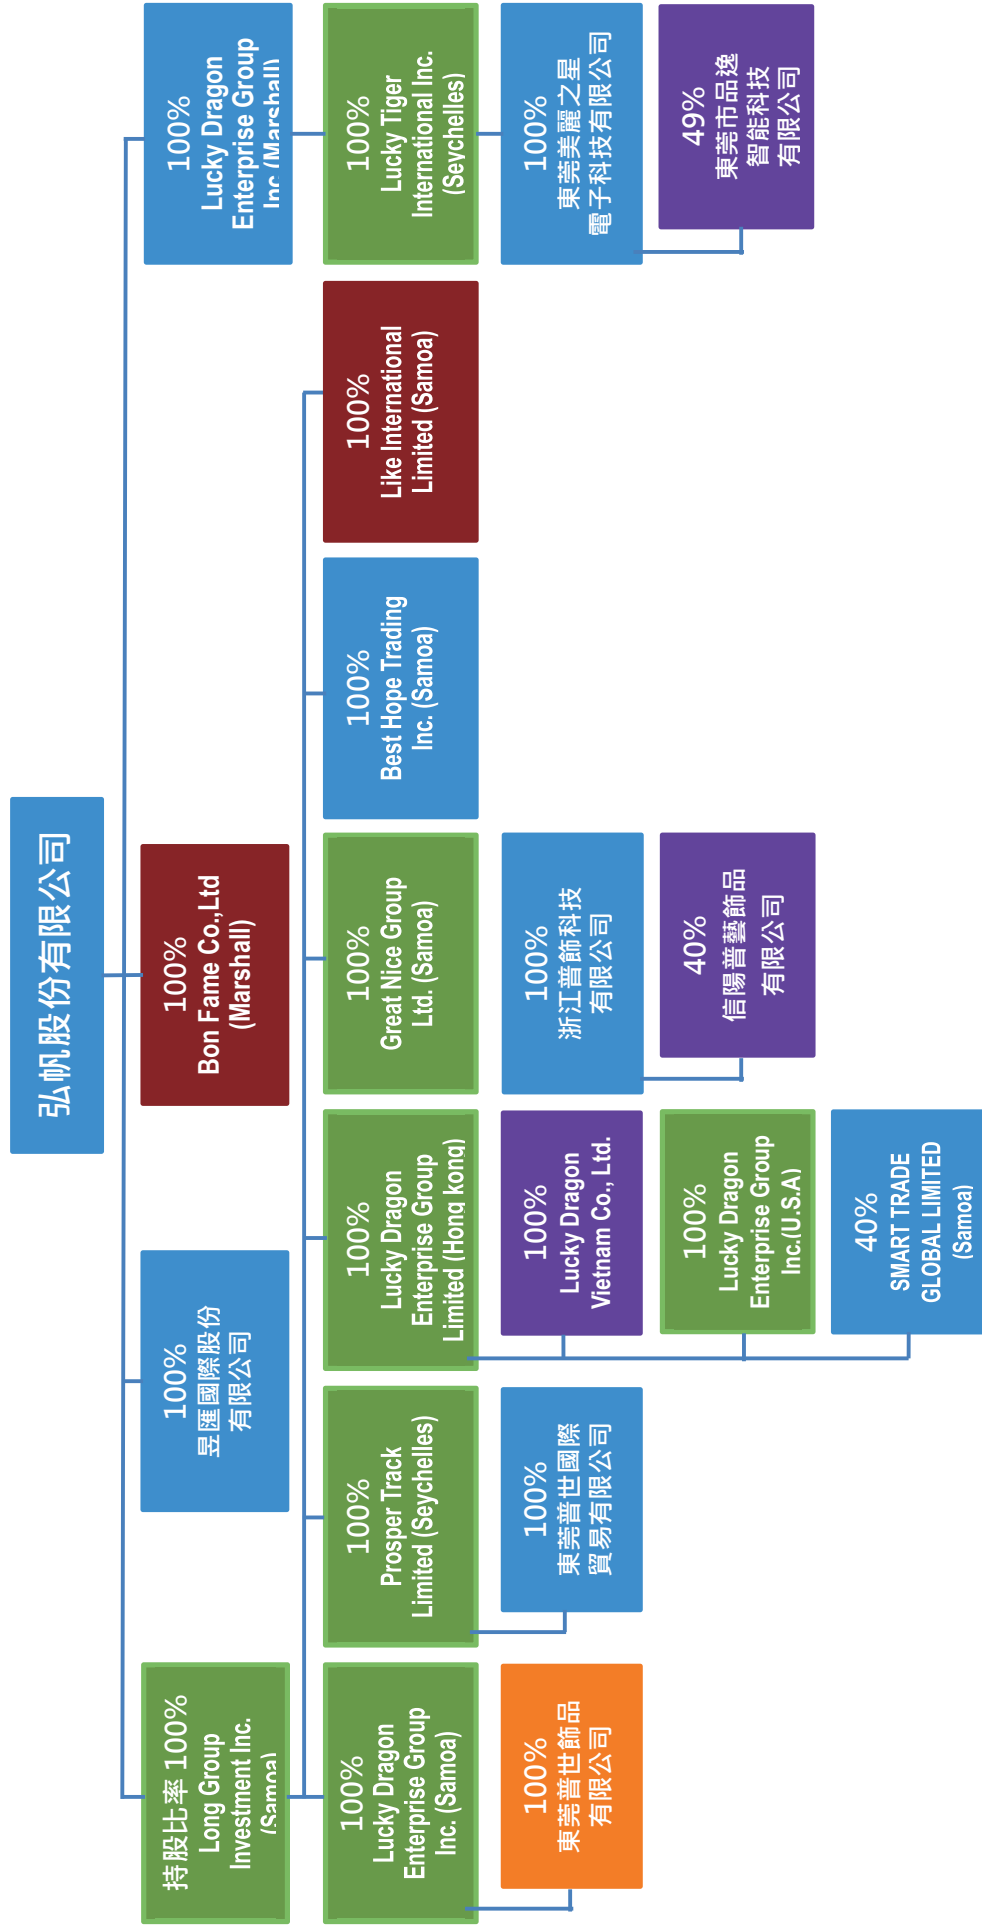 弘帆股份有限公司
持股比率 100%
Long Group
Investment Inc.
(Samoa)
100%
昱匯國際股份
有限公司
100%
Bon Fame Co.,Ltd
(Marshall)
100%
Lucky Dragon
Enterprise Group
Inc.(Marshall)
100%
Lucky Dragon
Enterprise Group
Inc. (Samoa)
100%
Prosper Track
Limited (Seychelles)
100%
Lucky Dragon
Enterprise Group
Limited (Hong kong)
100%
Great Nice Group
Ltd. (Samoa)
100%
Best Hope Trading
Inc. (Samoa)
100%
Like International
Limited (Samoa)
100%
Lucky Tiger
International Inc.
(Seychelles)
100%
東莞普世飾品
有限公司
100%
東莞普世國際
貿易有限公司
100%
Lucky Dragon
Vietnam Co., Ltd.
100%
浙江普飾科技
有限公司
100%
東莞美麗之星
電子科技有限公司
100%
Lucky Dragon
Enterprise Group
Inc.(U.S.A)
40%
信陽普藝飾品
有限公司
49%
東莞市品逸
智能科技
有限公司
40%
SMART TRADE
GLOBAL LIMITED
(Samoa)